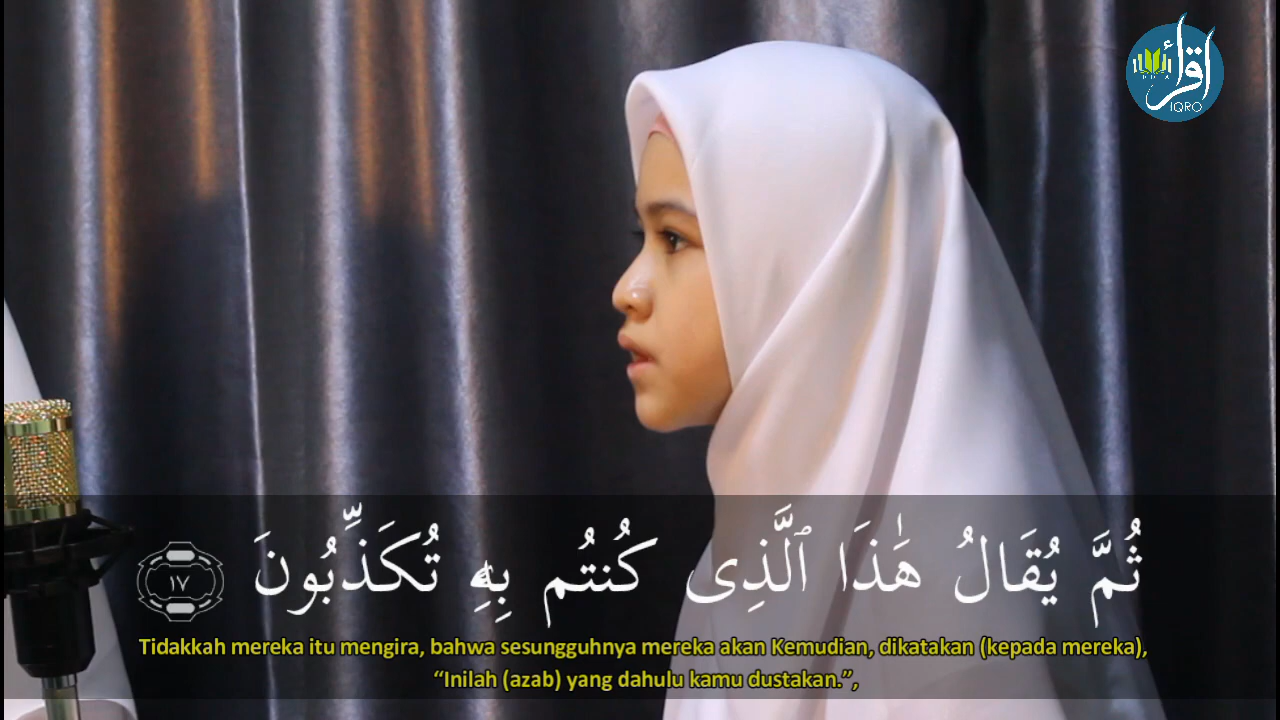 اقرأ
IQRO
ثُمَّ يُقَالُ هَٰذَا ٱلَّذِى كُنتُم بِهِۦ تُكَذِّبُونَ ١٧
Tidakkah mereka itu mengira, bahwa sesungguhnya mereka akan Kemudian, dikatakan (kepada mereka),
“Inilah (azab) yang dahulu kamu dustakan.”,